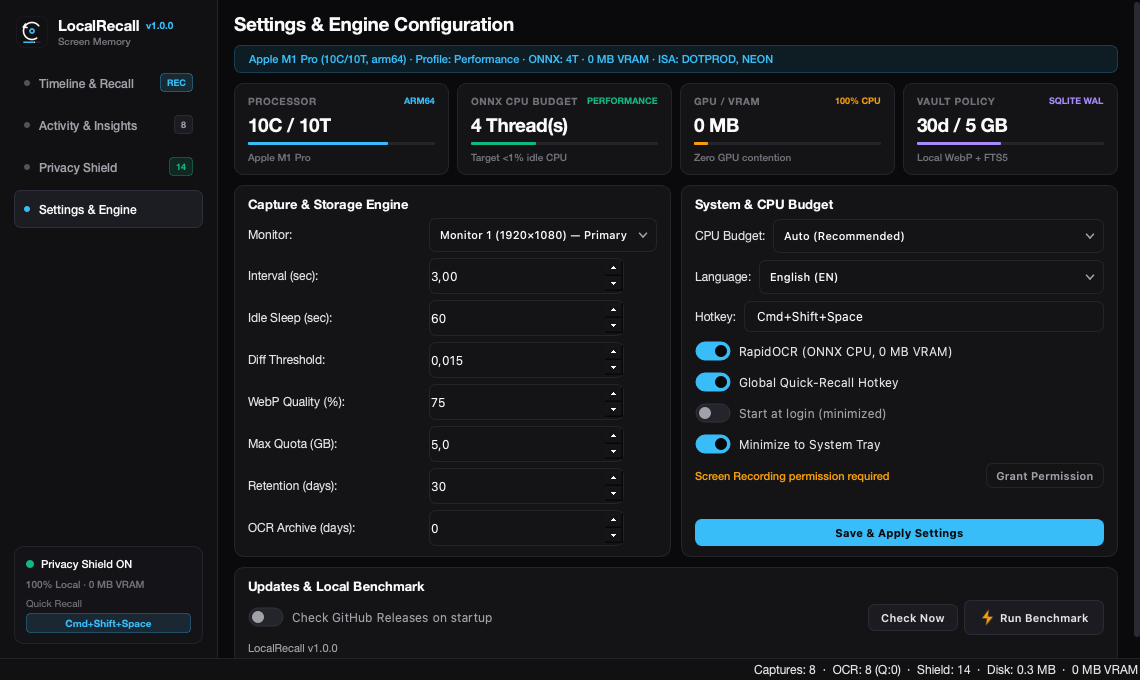 LocalRecall v1.0.0
Screen Memory
Timeline & Recall REC
Activity & Insights 8
Privacy Shield 14
Settings & Engine
Privacy Shield ON
100% Local · 0 MB VRAM
Quick Recall
Cmd+Shift+Space
Settings & Engine Configuration
Apple M1 Pro (10C/10T, arm64) · Profile: Performance · ONNX: 4T · 0 MB VRAM · ISA: DOTPROD, NEON
PROCESSOR ARM64
10C / 10T
Apple M1 Pro
ONNX CPU BUDGET PERFORMANCE
4 Thread(s)
Target <1% idle CPU
GPU / VRAM 100% CPU
0 MB
Zero GPU contention
VAULT POLICY SQLITE WAL
30d / 5 GB
Local WebP + FTS5
Capture & Storage Engine
Monitor: Monitor 1 (1920×1080) — Primary
Interval (sec): 3,00
Idle Sleep (sec): 60
Diff Threshold: 0,015
WebP Quality (%): 75
Max Quota (GB): 5,0
Retention (days): 30
OCR Archive (days): 0
System & CPU Budget
CPU Budget: Auto (Recommended)
Language: English (EN)
Hotkey: Cmd+Shift+Space
RapidOCR (ONNX CPU, 0 MB VRAM)
Global Quick-Recall Hotkey
Start at login (minimized)
Minimize to System Tray
Screen Recording permission required Grant Permission
Save & Apply Settings
Updates & Local Benchmark
Check GitHub Releases on startup Check Now ⚡ Run Benchmark
LocalRecall v1.0.0
Captures: 8 · OCR: 8 (Q:0) · Shield: 14 · Disk: 0.3 MB · 0 MB VRAM